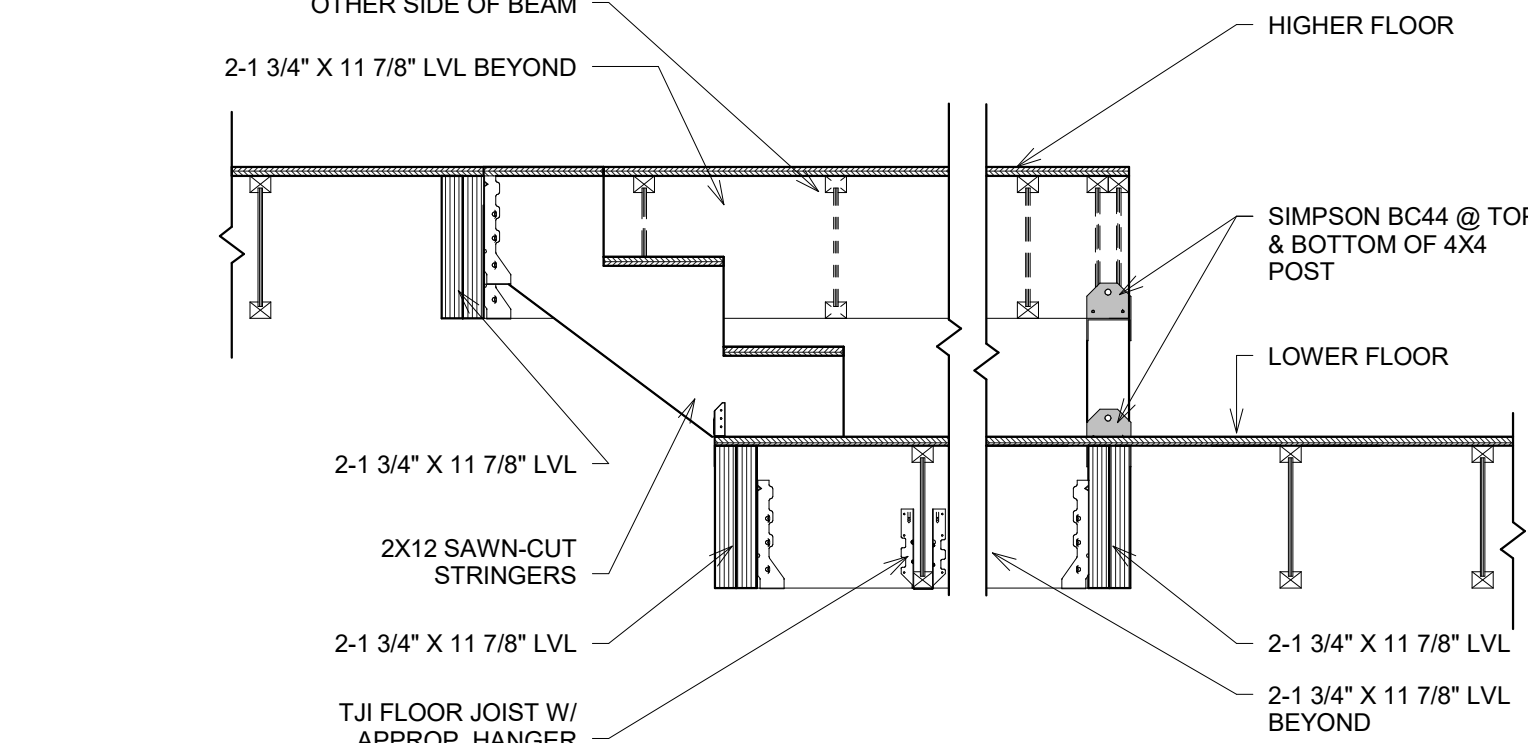 OTHER SIDE OF BEAM
2-1 3/4" X 11 7/8" LVL BEYOND
2-1 3/4" X 11 7/8" LVL
2X12 SAWN-CUT
STRINGERS
2-1 3/4" X 11 7/8" LVL
TJI FLOOR JOIST W/
APPROP. HANGER
HIGHER FLOOR
SIMPSON BC44 @ TOP
& BOTTOM OF 4X4
POST
LOWER FLOOR
2-1 3/4" X 11 7/8" LVL
2-1 3/4" X 11 7/8" LVL
BEYOND